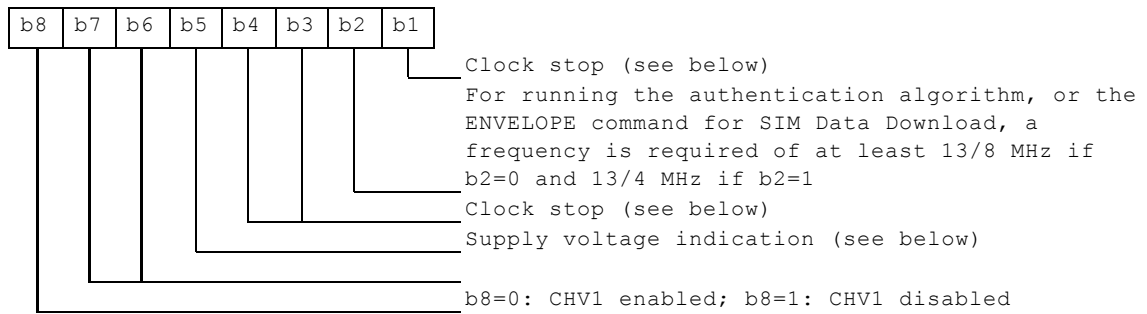 b8 b7 b6 b5 b4 b3 b2 b1
Clock stop (see below)
For running the authentication algorithm, or the
ENVELOPE command for SIM Data Download, a
frequency is required of at least 13/8 MHz if
b2=0 and 13/4 MHz if b2=1
Clock stop (see below)
Supply voltage indication (see below)
b8=0: CHV1 enabled; b8=1: CHV1 disabled